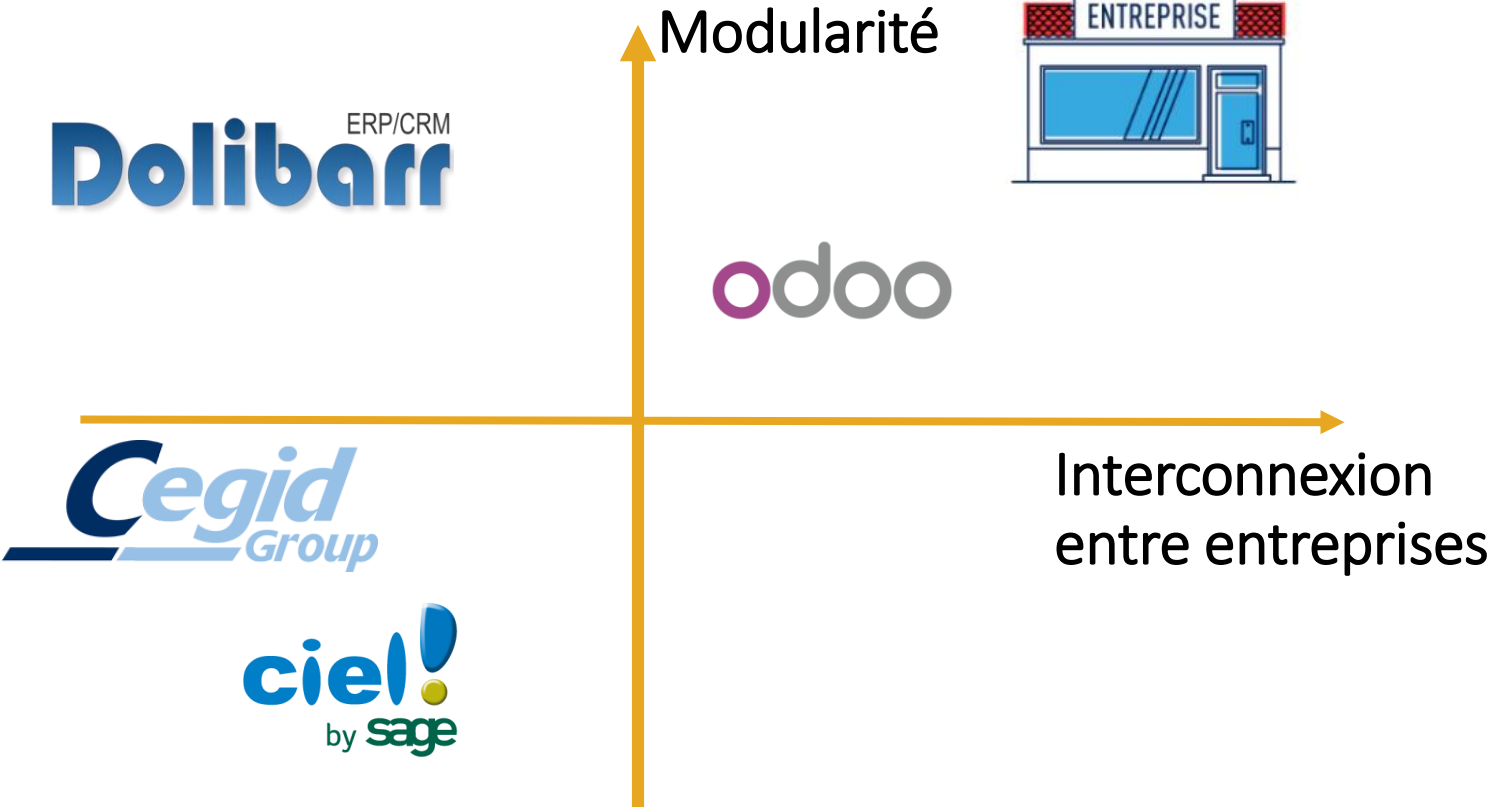 Modularité
ENTREPRISE
ERP/CRM
Dolibarr
odoo
Cegid
Group
Interconnexion
entre entreprises
ciel!
by sage